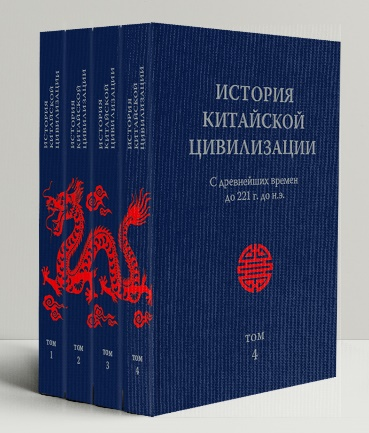 ИСТОРИЯ
КИТАЙСКОЙ
ЦИВИЛИЗАЦИИ
ТОМ
1
ИСТОРИЯ
КИТАЙСКОЙ
ЦИВИЛИЗАЦИИ
ТОМ
2
ИСТОРИЯ
КИТАЙСКОЙ
ЦИВИЛИЗАЦИИ
ТОМ
3
ИСТОРИЯ
КИТАЙСКОЙ
ЦИВИЛИЗАЦИИ
ТОМ
4
ИСТОРИЯ
КИТАЙСКОЙ
ЦИВИЛИЗАЦИИ
С древнейших времен
до 221 г. до н.э.
ТОМ
4